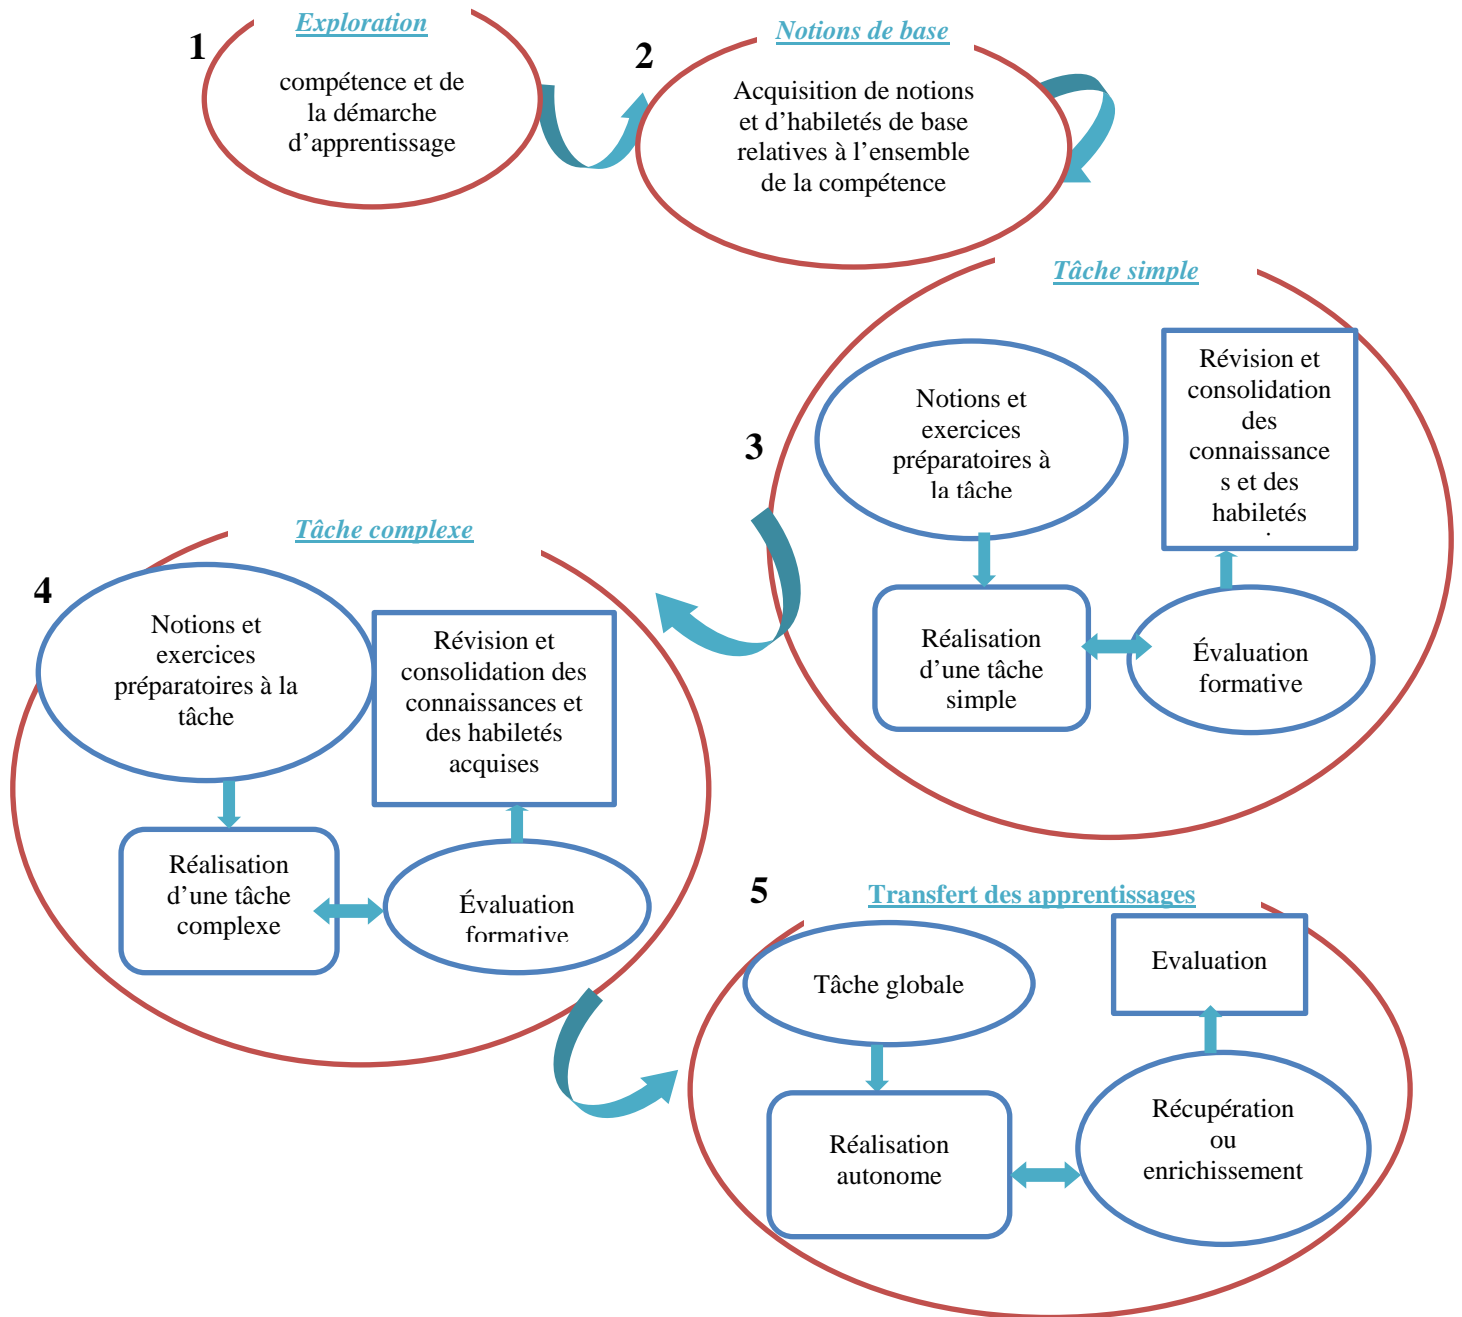 1
Exploration
compétence et de
la démarche
d'apprentissage
2
Notions de base
Acquisition de notions
et d'habiletés de base
relatives à l'ensemble
de la compétence
3
Tâche simple
Notions et
exercices
préparatoires à
la tâche
Révision et
consolidation
des
connaissance
s et des
habiletés
Réalisation
d'une tâche
simple
Évaluation
formative
4
Tâche complexe
Notions et
exercices
préparatoires à la
tâche
Révision et
consolidation des
connaissances et
des habiletés
acquises
Réalisation
d'une tâche
complexe
Évaluation
formative
5
Transfert des apprentissages
Tâche globale
Evaluation
Réalisation
autonome
Récupération
ou
enrichissement